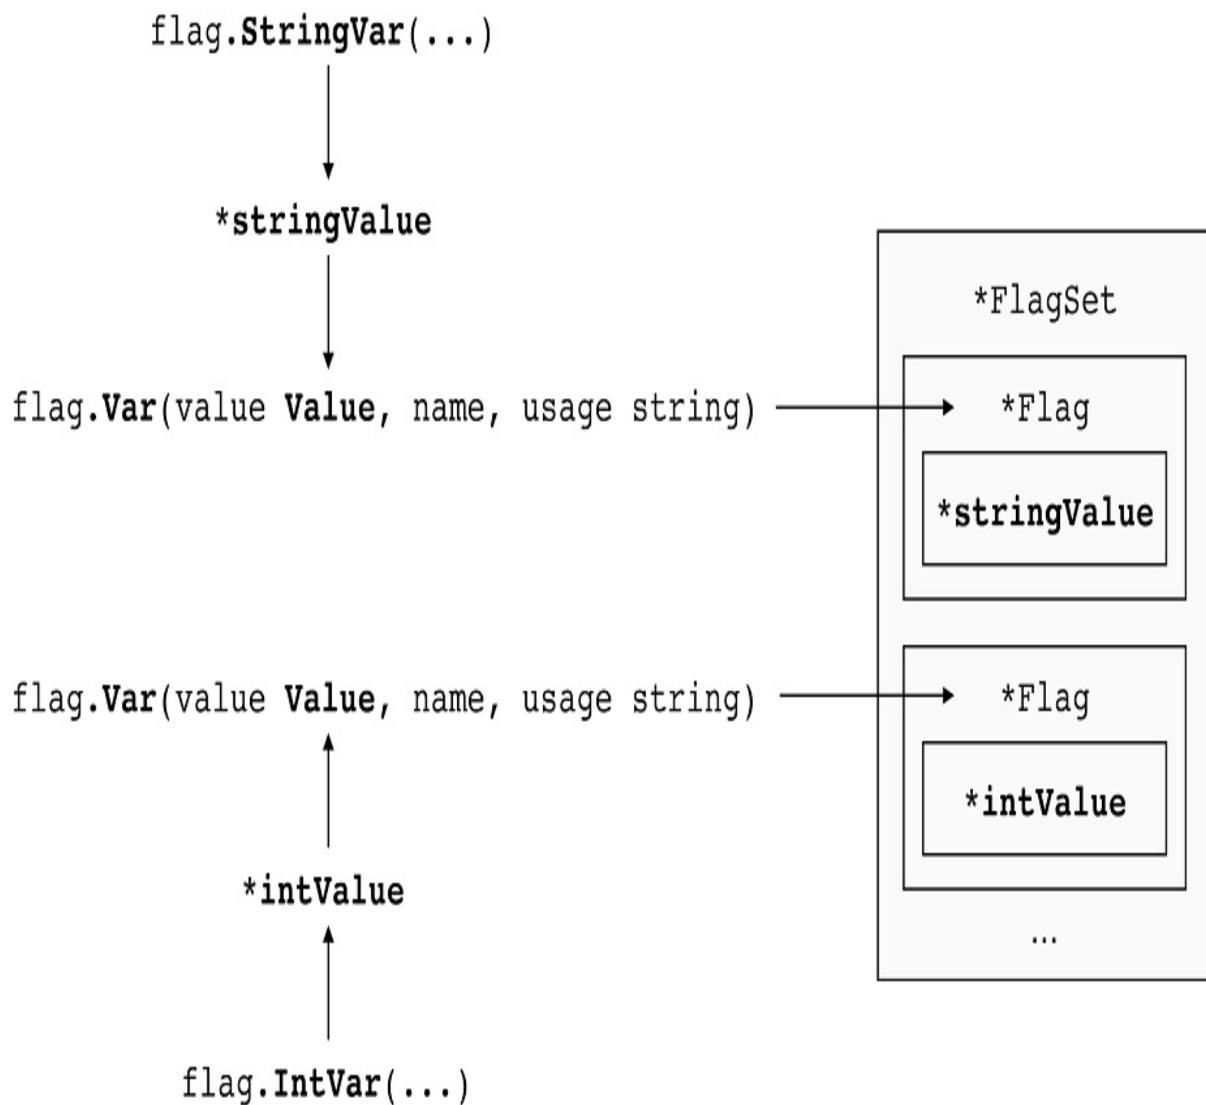 flag.StringVar(...)
*stringValue
flag.Var(value Value, name, usage string)
flag.Var(value Value, name, usage string)
*intValue
flag.IntVar(...)
*FlagSet
*Flag
*stringValue
*Flag
*intValue
...